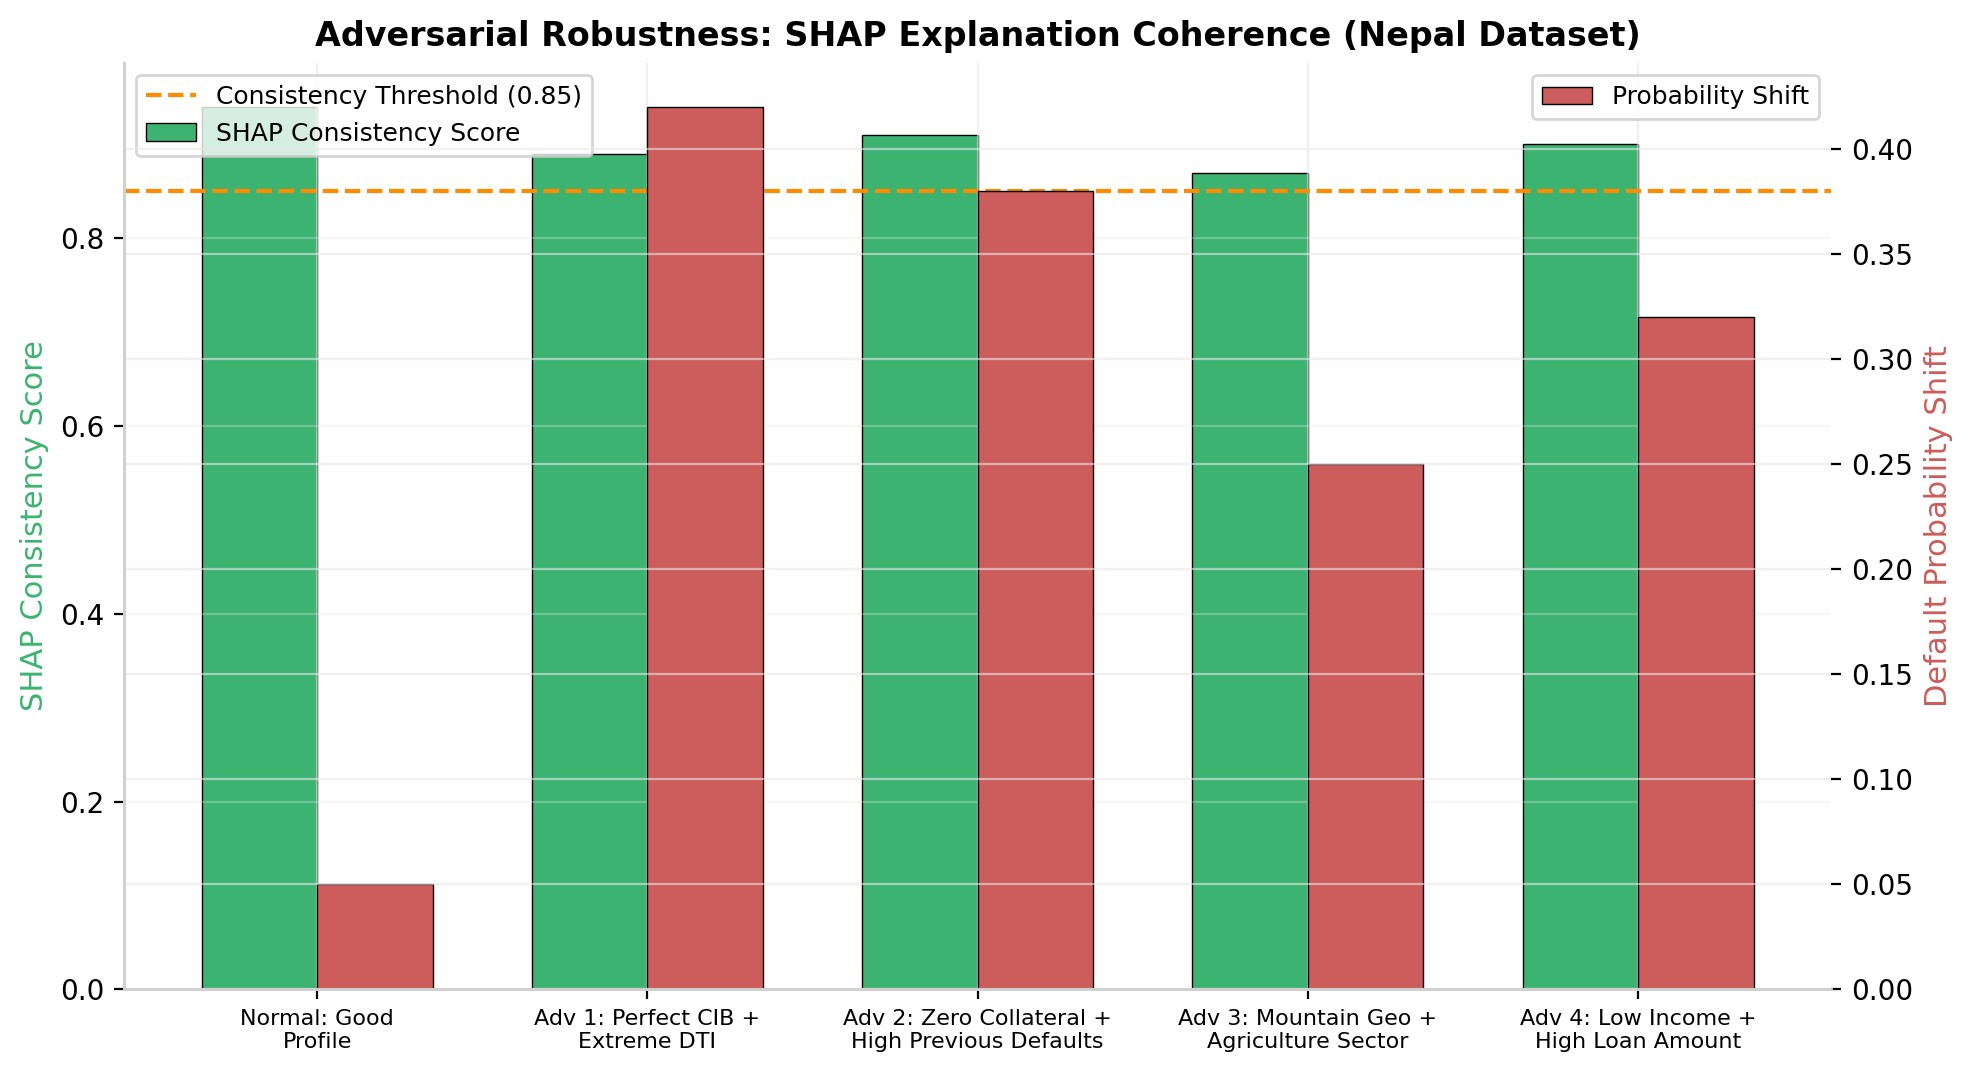 Adversarial Robustness: SHAP Explanation Coherence (Nepal Dataset)
Consistency Threshold (0.85)
SHAP Consistency Score
Probability Shift
SHAP Consistency Score
0.8
0.6
0.4
0.2
0.0
0.40
0.35
0.30
0.25
0.20
0.15
0.10
0.05
0.00
Default Probability Shift
Normal: Good
Profile
Adv 1: Perfect CIB +
Extreme DTI
Adv 2: Zero Collateral +
High Previous Defaults
Adv 3: Mountain Geo +
Agriculture Sector
Adv 4: Low Income +
High Loan Amount